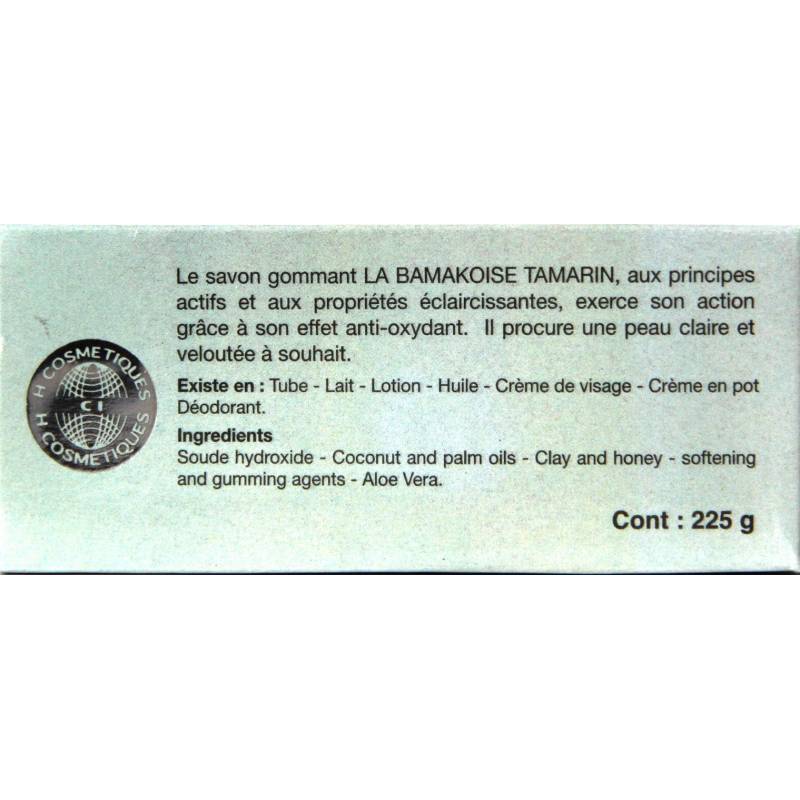 Le savon gommant LA BAMAKOISE TAMARIN, aux principes
actifs et aux propriétés éclaircissantes, exerce son action
grâce à son effet anti-oxydant. Il procure une peau claire et
veloutée à souhait.
H COSMETIQUES
CI
H COSMETIQUES
Existe en : Tube - Lait - Lotion - Huile - Crème de visage - Crème en pot
Déodorant.
Ingredients
Soude hydroxide - Coconut and palm oils - Clay and honey - softening
and gumming agents - Aloe Vera.
Cont : 225 g